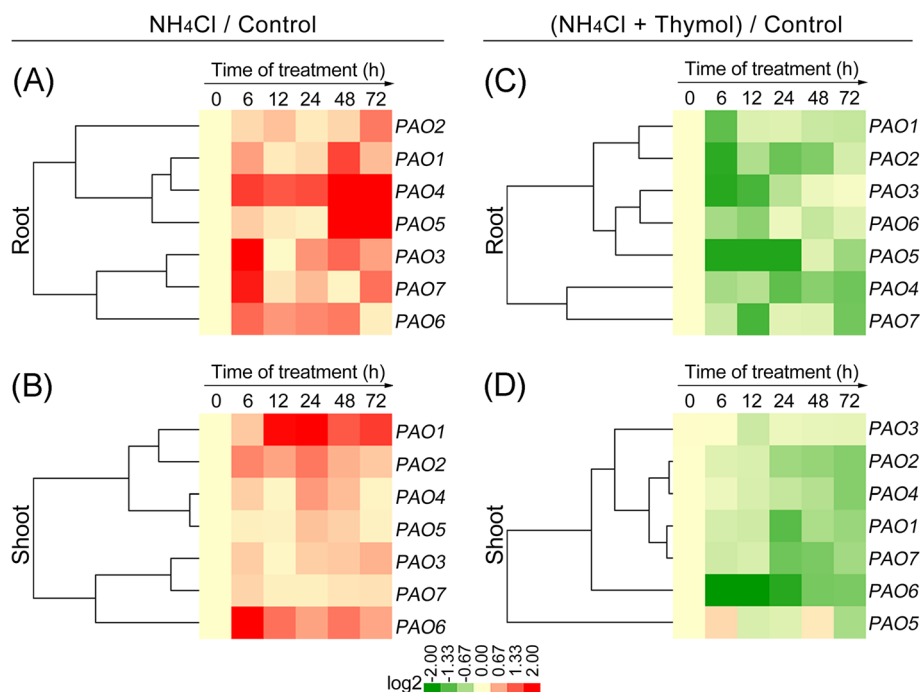 NH₄Cl / Control
(NH₄Cl + Thymol) / Control
(A)
Time of treatment (h)
0 6 12 24 48 72
Root
PAO2
PAO1
PAO4
PAO5
PAO3
PAO7
PAO6
(C)
Time of treatment (h)
0 6 12 24 48 72
Root
PAO1
PAO2
PAO3
PAO6
PAO5
PAO4
PAO7
(B)
Time of treatment (h)
0 6 12 24 48 72
Shoot
PAO1
PAO2
PAO4
PAO5
PAO3
PAO7
PAO6
(D)
Time of treatment (h)
0 6 12 24 48 72
Shoot
PAO3
PAO2
PAO4
PAO1
PAO7
PAO6
PAO5
log2
-2.00
-1.33
-0.67
0.00
0.67
1.33
2.00